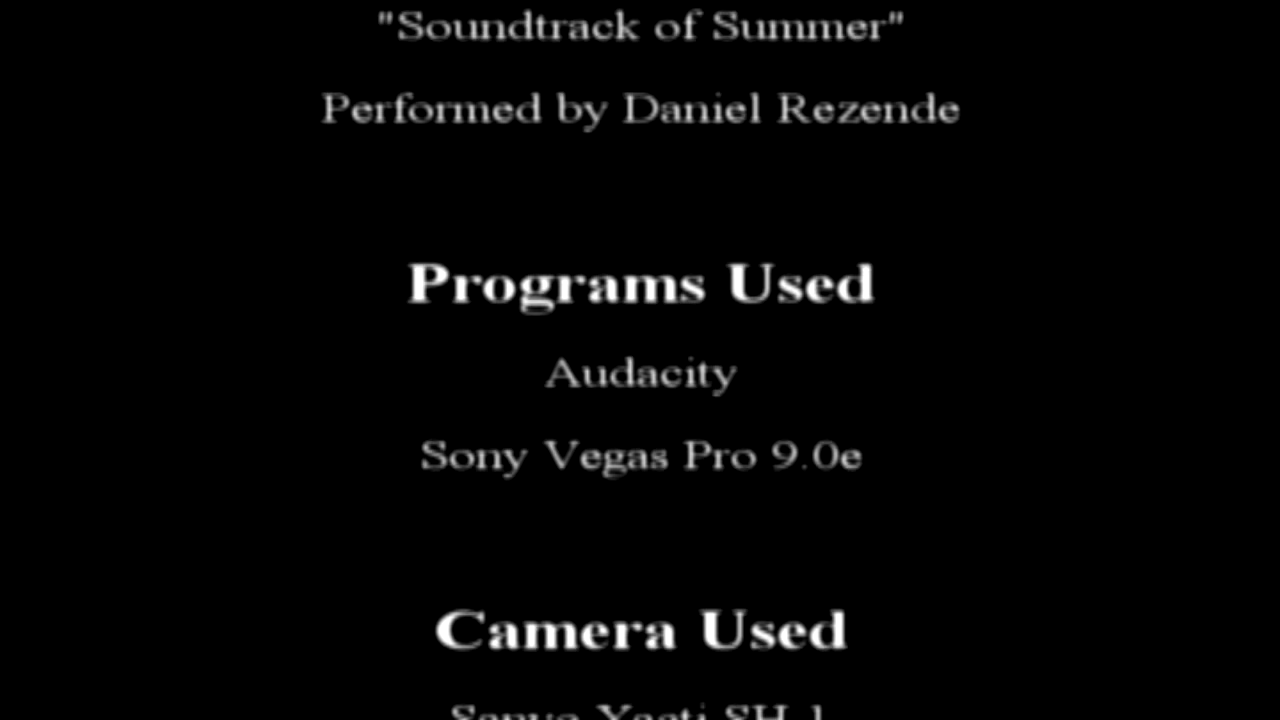 "Soundtrack of Summer"
Performed by Daniel Rezende
Programs Used
Audacity
Sony Vegas Pro 9.0e
Camera Used